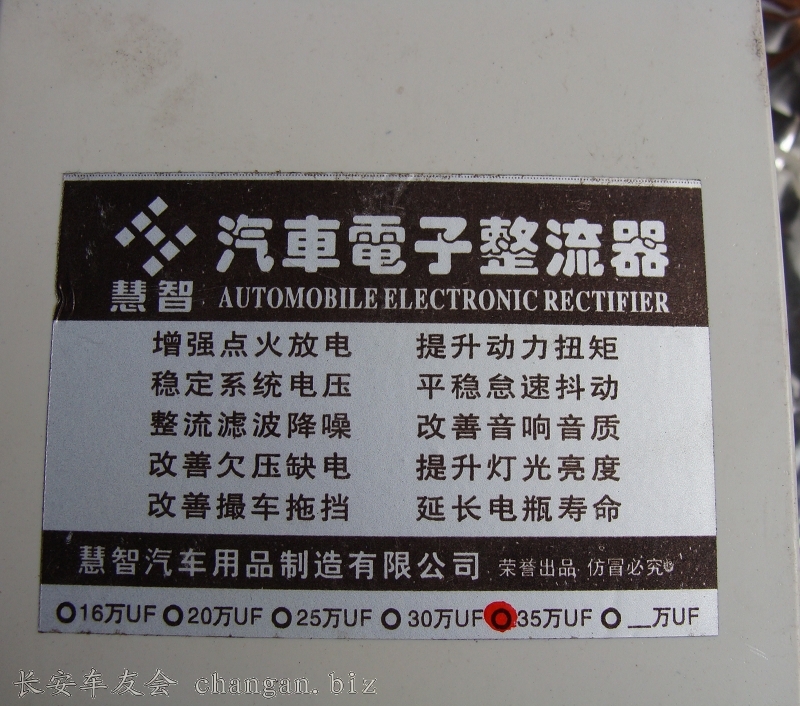 汽車電子整流器
慧智 AUTOMOBILE ELECTRONIC RECTIFIER
增强点火放电 提升动力扭矩
稳定系统电压 平稳怠速抖动
整流滤波降噪 改善音响音质
改善欠压缺电 提升灯光亮度
改善撮车拖挡 延长电瓶寿命
慧智汽车用品制造有限公司 荣誉出品 仿冒必究
16万UF 20万UF 25万UF 30万UF 35万UF __万UF
长安车友会 changan.biz